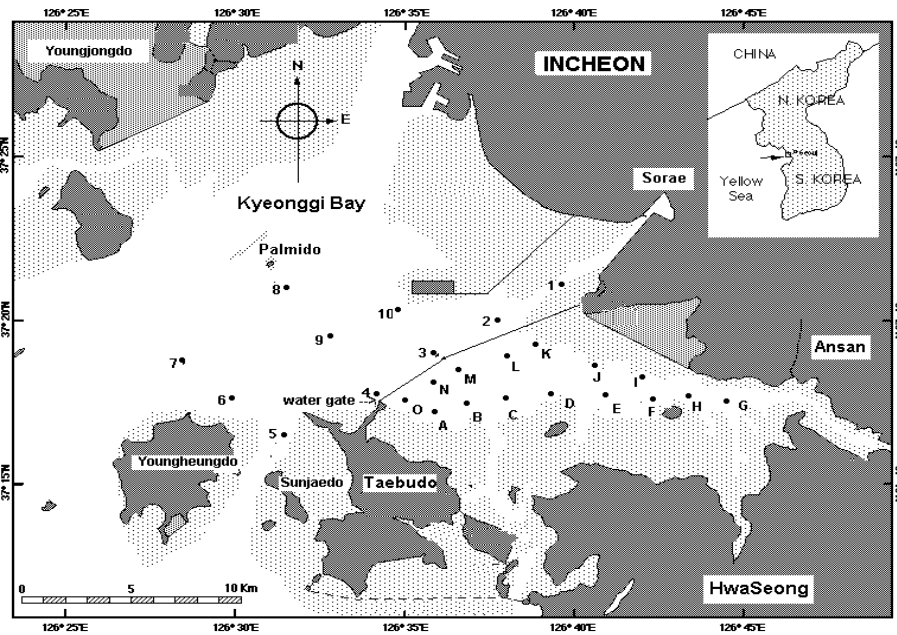 126° 25'E 126° 30'E 126° 35'E 126° 40'E 126° 45'E
Youngjongdo
INCHEON
CHINA
N. KOREA
Seoul
S. KOREA
Yellow
Sea
N
E
37° 25'N
Kyeonggi Bay
Sorae
Palmido
8
1
10
2
37° 20'N
9
3
K
L
Ansan
7
M
J
I
N
4
water gate
O
A
B
C
D
E
F
H
G
6
5
Youngheungdo
Sunjaedo
Taebudo
37° 15'N
0 5 10 Km
HwaSeong
126° 25'E 126° 30'E 126° 35'E 126° 40'E 126° 45'E